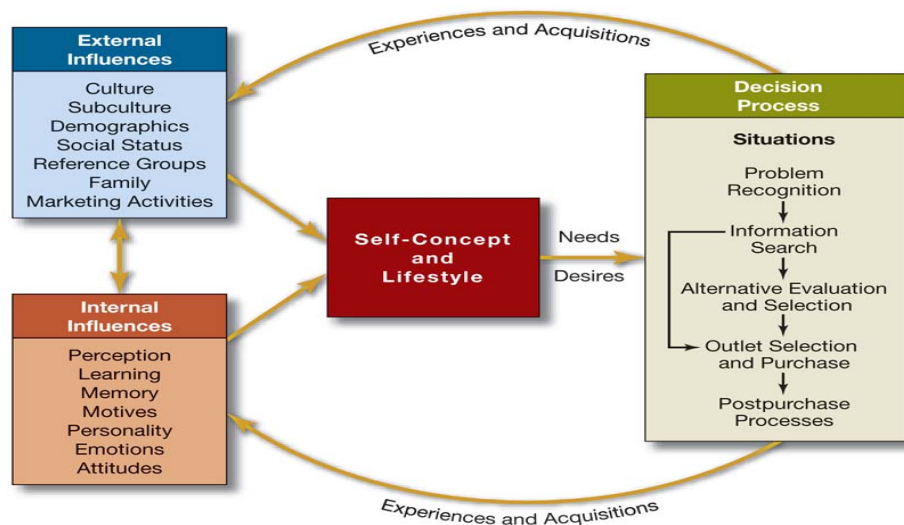 External
Influences
Culture
Subculture
Demographics
Social Status
Reference Groups
Family
Marketing Activities
Internal
Influences
Perception
Learning
Memory
Motives
Personality
Emotions
Attitudes
Experiences and Acquisitions
Self-Concept
and
Lifestyle
Needs
Desires
Decision
Process
Situations
Problem
Recognition
Information
Search
Alternative Evaluation
and Selection
Outlet Selection
and Purchase
Postpurchase
Processes
Experiences and Acquisitions